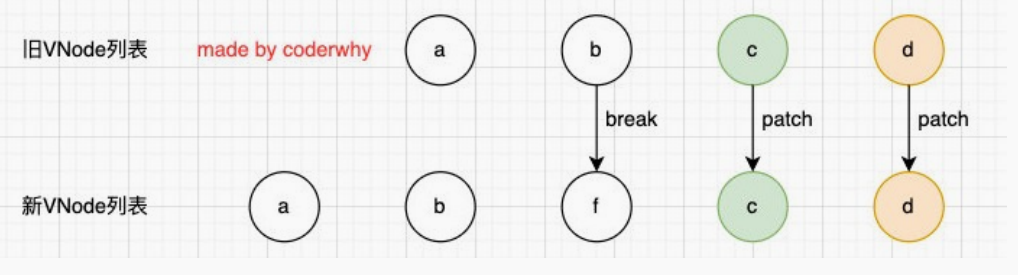 旧VNode列表 made by coderwhy a b c d
break patch patch
新VNode列表 a b f c d